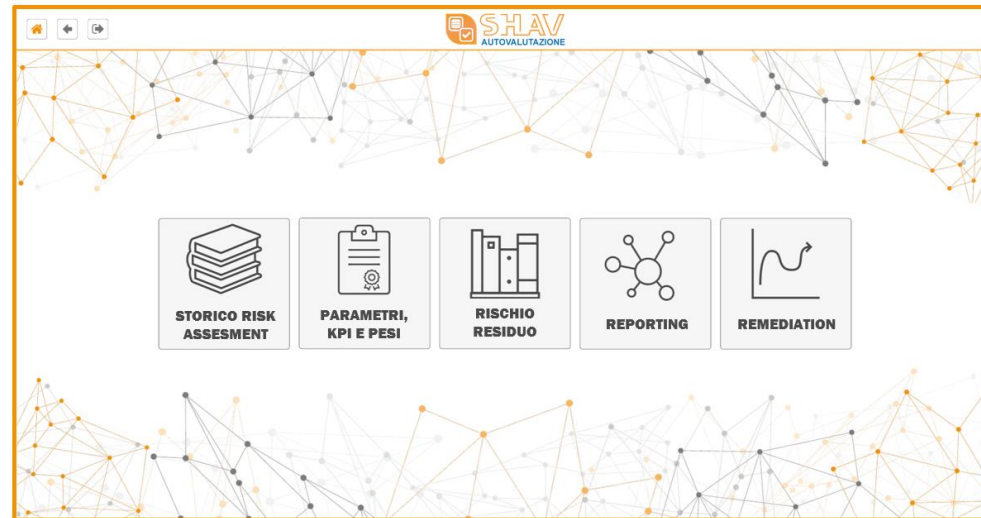 SHAV
AUTOVALUTAZIONE
STORICO RISK
ASSESMENT
PARAMETRI,
KPI E PESI
RISCHIO
RESIDUO
REPORTING
REMEDIATION